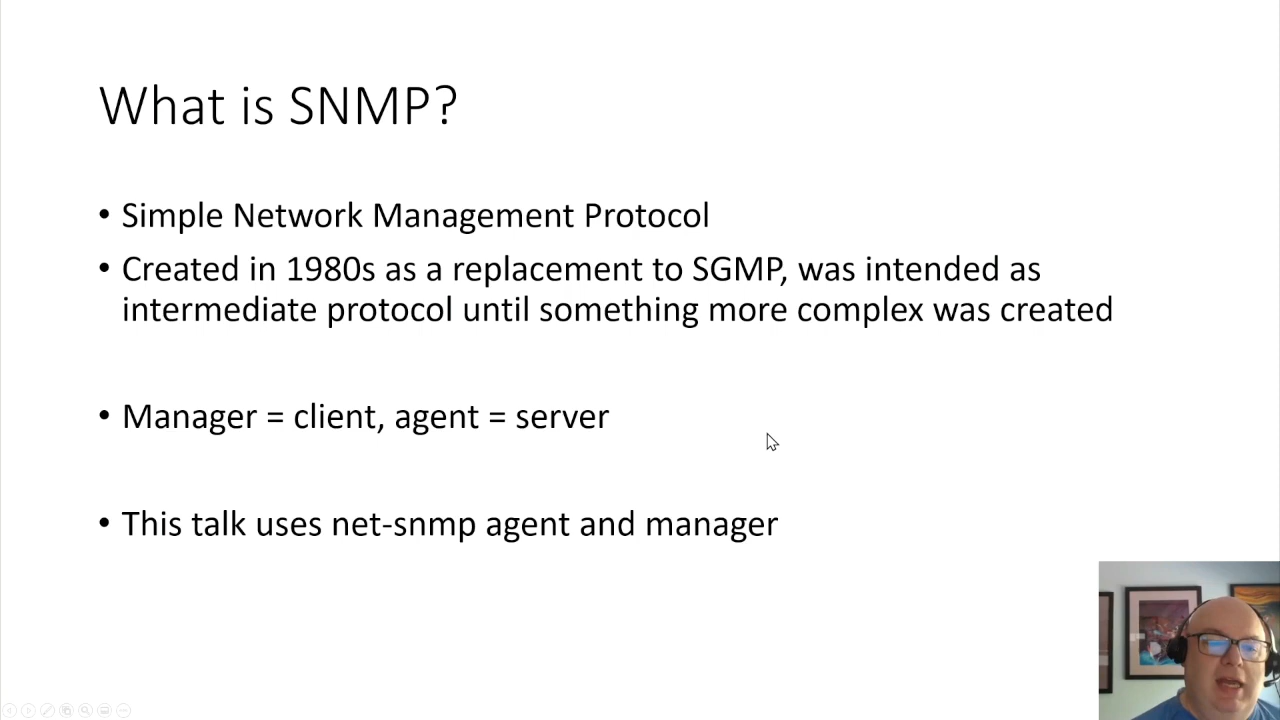 What is SNMP?
• Simple Network Management Protocol
• Created in 1980s as a replacement to SGMP, was intended as
intermediate protocol until something more complex was created
• Manager = client, agent = server
• This talk uses net-snmp agent and manager